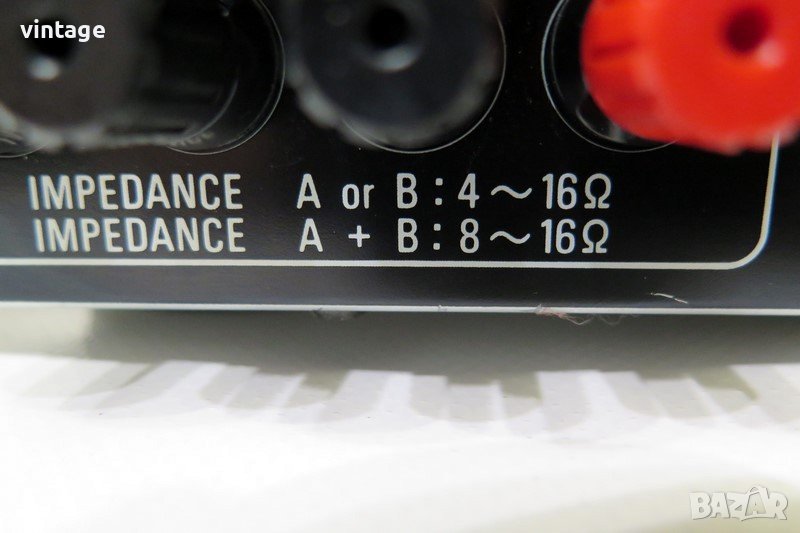 vintage
IMPEDANCE A or B : 4 ～ 16Ω
IMPEDANCE A + B : 8 ～ 16Ω
BAZAR